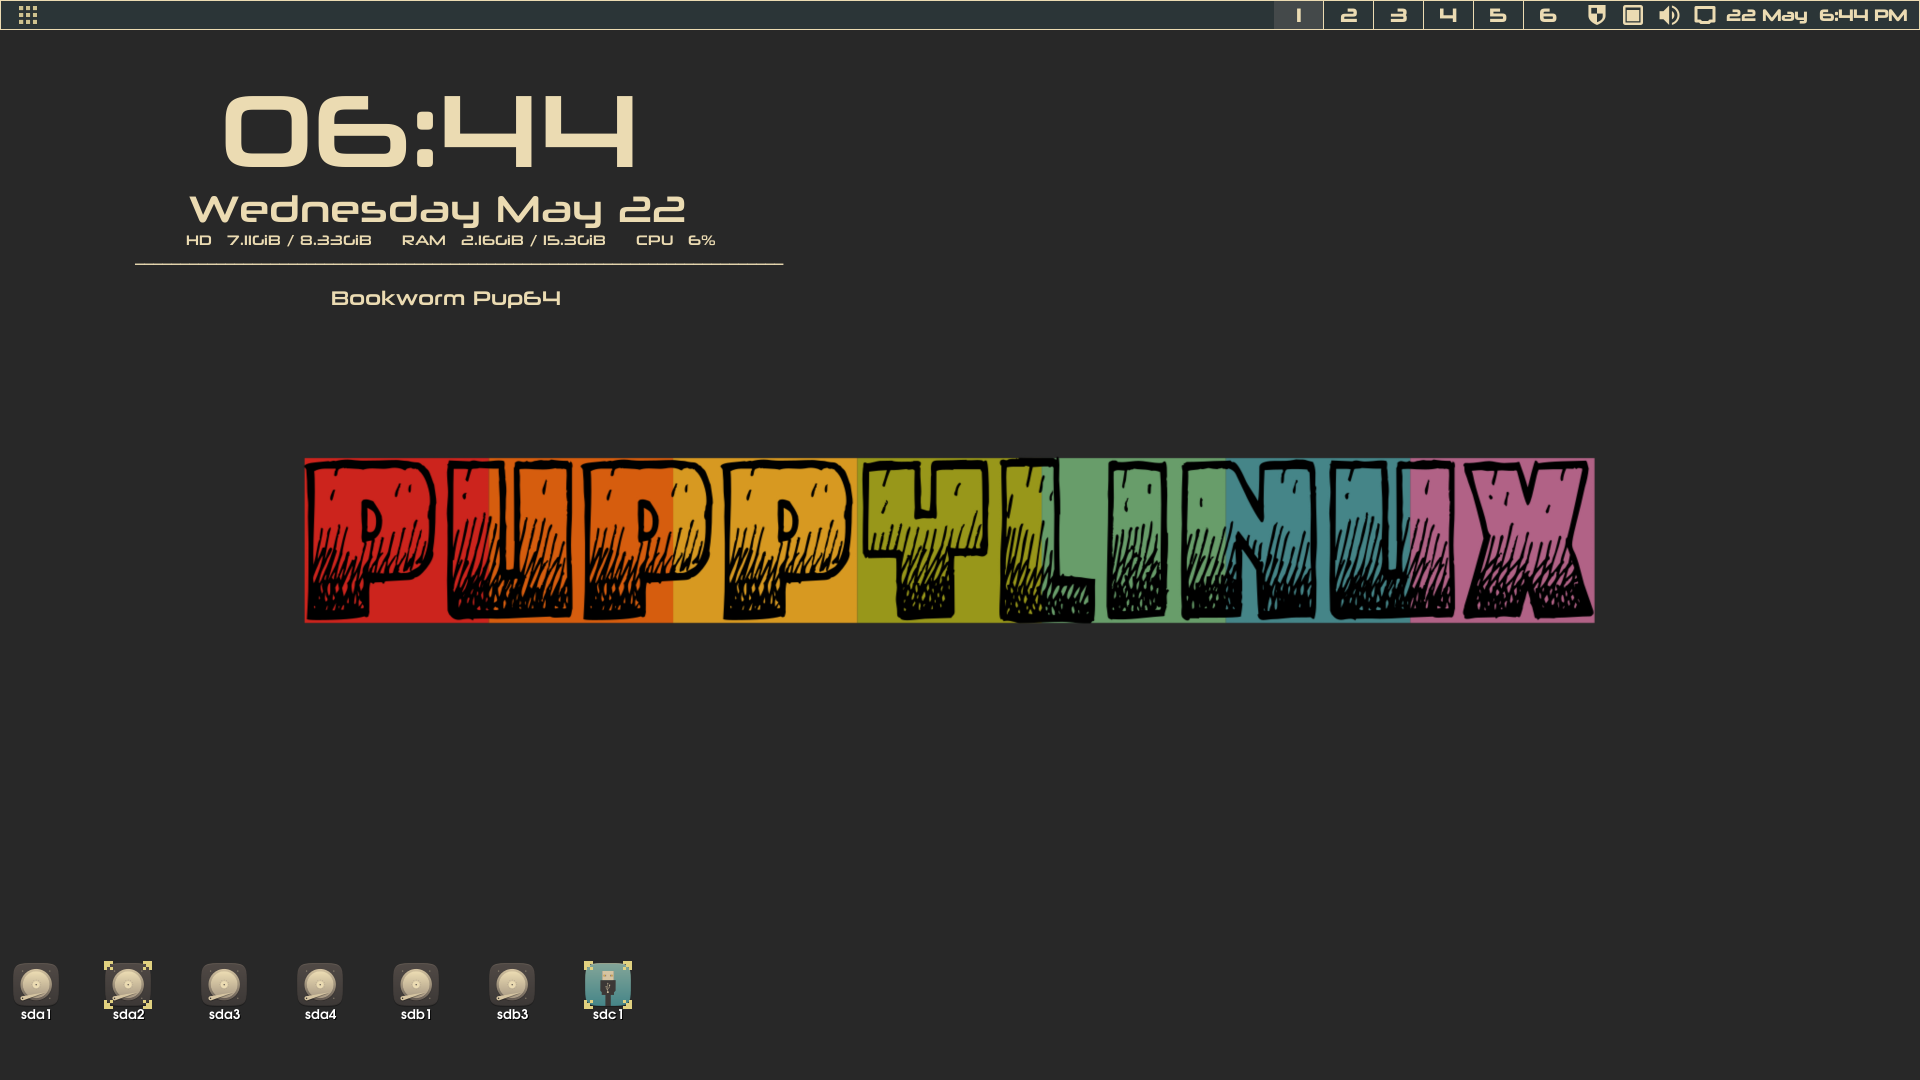 1 2 3 4 5 6 22 May 6:44 PM
06:44
Wednesday May 22
HD 7.11GiB / 8.33GiB RAM 2.16GiB / 15.3GiB CPU 6%
Bookworm Pup64
PUPPYLINUX
sda1 sda2 sda3 sda4 sdb1 sdb3 sdc1